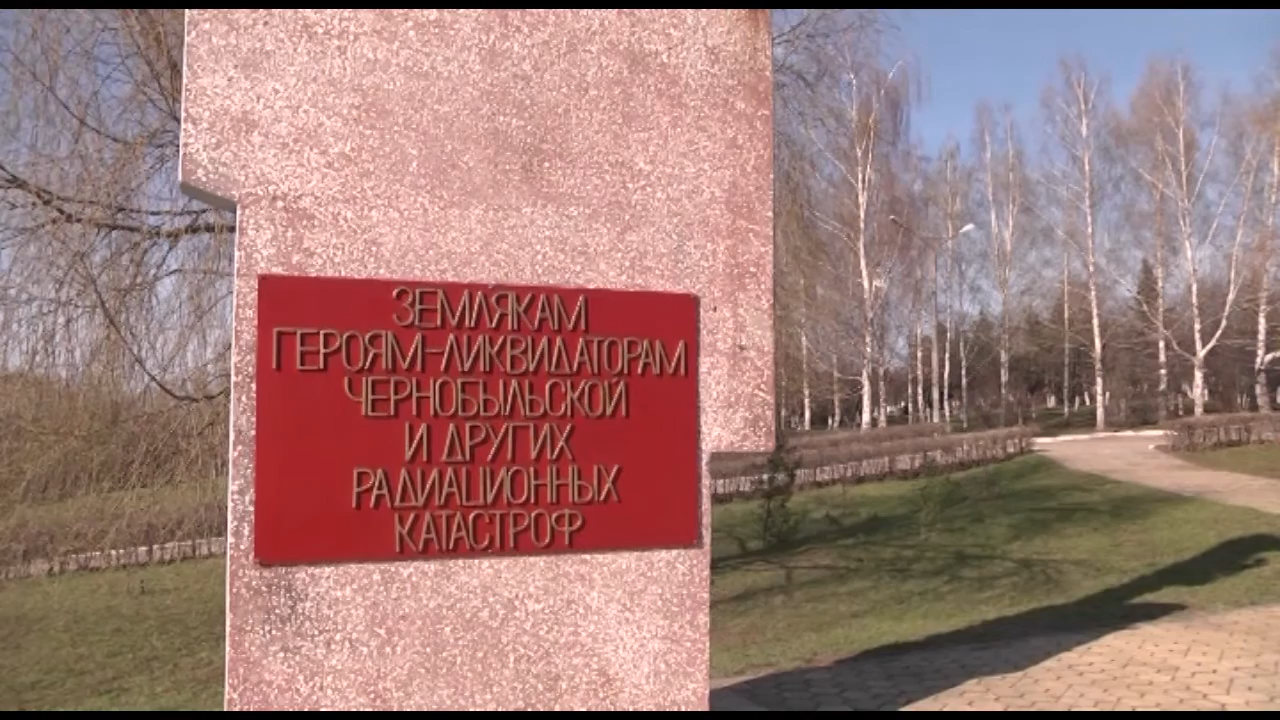 ЗЕМЛЯКАМ
ГЕРОЯМ-ЛИКВИДАТОРАМ
ЧЕРНОБЫЛЬСКОЙ
И ДРУГИХ
РАДИАЦИОННЫХ
КАТАСТРОФ